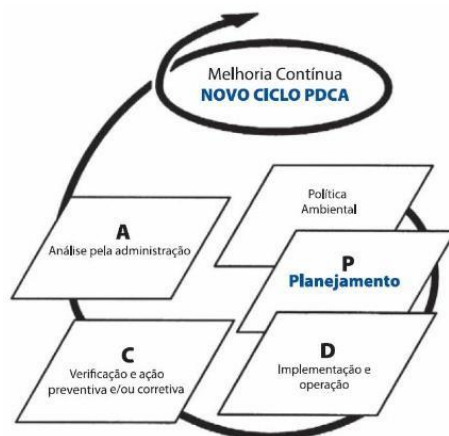 Melhoria Contínua
NOVO CICLO PDCA
Política
Ambiental
A
Análise pela administração
P
Planejamento
C
Verificação e ação
preventiva e/ou corretiva
D
Implementação e
operação